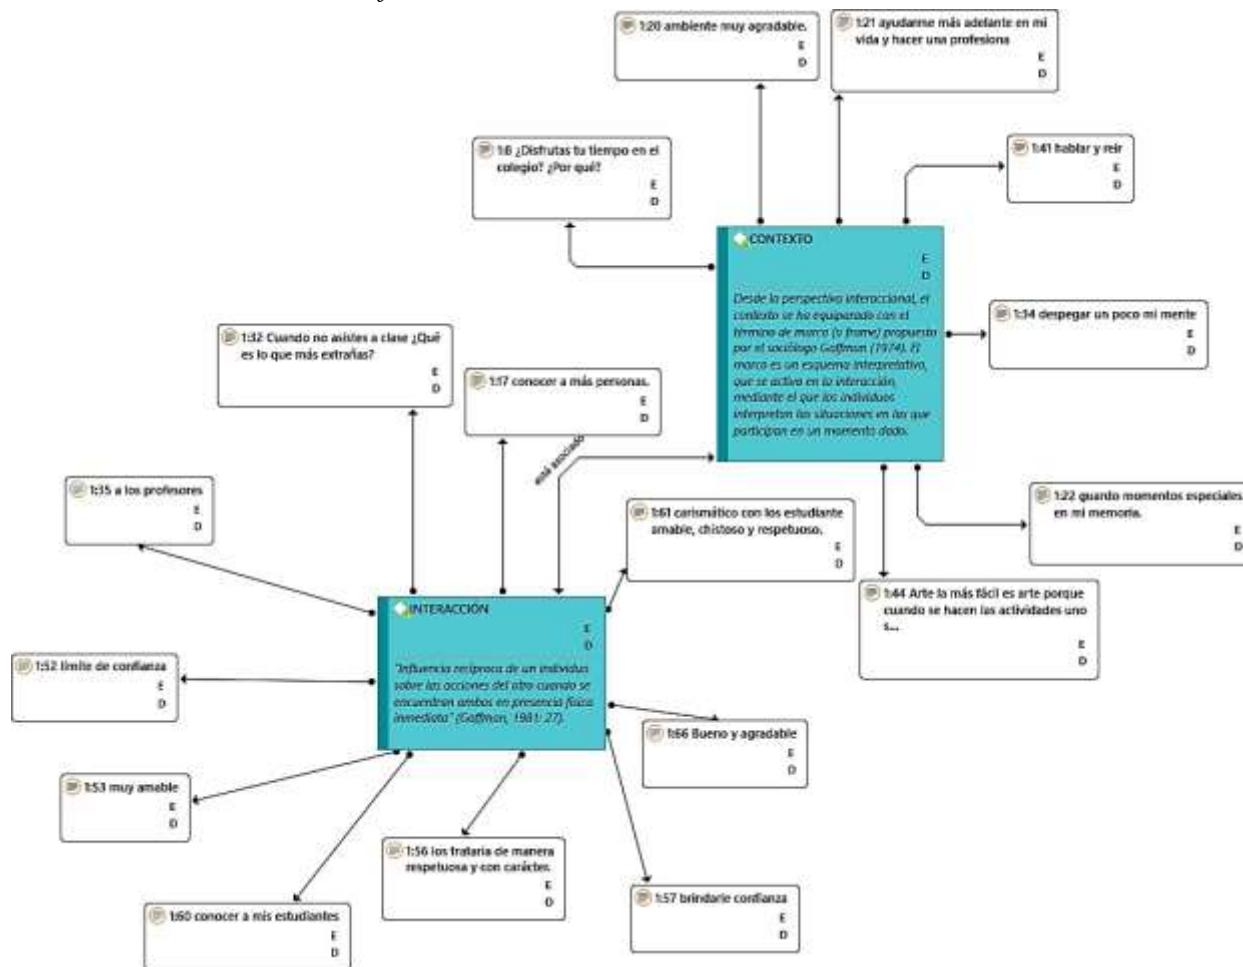 1:20 ambiente muy agradable.
E
D
1:21 ayudarme más adelante en mi
vida y hacer una profesiona
E
D
1:6 ¿Disfrutas tu tiempo en el
colegio? ¿Por qué?
E
D
1:41 hablar y reir
E
D
CONTEXTO
E
D
Desde la perspectiva interaccional, el
contexto se ha equiparado con el
término de marco (o frame) propuesto
por el sociólogo Goffman (1974). El
marco es un esquema interpretativo,
que se activa en la interacción,
mediante el que los individuos
interpretan las situaciones en las que
participan en un momento dado.
1:34 despegar un poco mi mente
E
D
1:32 Cuando no asistes a clase ¿Qué
es lo que más extrañas?
E
D
1:17 conocer a más personas.
E
D
está asociado
1:35 a los profesores
E
D
1:61 carismático con los estudiante
amable, chistoso y respetuoso.
E
D
1:22 guardo momentos especiales
en mi memoria.
E
D
1:44 Arte la más fácil es arte porque
cuando se hacen las actividades uno
s...
E
D
INTERACCIÓN
E
D
"Influencia recíproca de un individuo
sobre las acciones del otro cuando se
encuentran ambos en presencia física
inmediata" (Goffman, 1981: 27).
1:52 límite de confianza
E
D
1:66 Bueno y agradable
E
D
1:53 muy amable
E
D
1:56 los trataría de manera
respetuosa y con carácter.
E
D
1:57 brindarle confianza
E
D
1:60 conocer a mis estudiantes
E
D